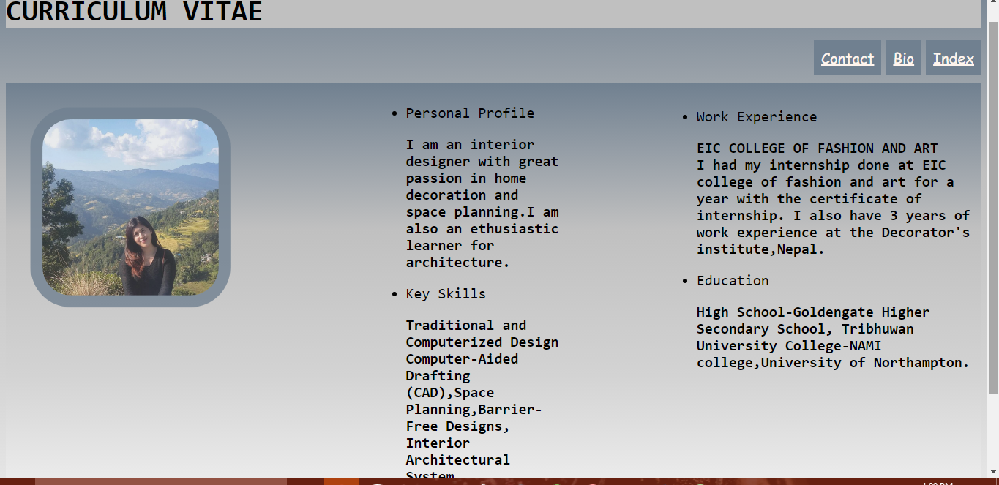 CURRICULUM VITAE
Contact Bio Index
Personal Profile
I am an interior
designer with great
passion in home
decoration and
space planning.I am
also an ethusiastic
learner for
architecture.
Key Skills
Traditional and
Computerized Design
Computer-Aided
Drafting
(CAD),Space
Planning,Barrier-
Free Designs,
Interior
Architectural
System
Work Experience
EIC COLLEGE OF FASHION AND ART
I had my internship done at EIC
college of fashion and art for a
year with the certificate of
internship. I also have 3 years of
work experience at the Decorator's
institute,Nepal.
Education
High School-Goldengate Higher
Secondary School, Tribhuwan
University College-NAMI
college,University of Northampton.